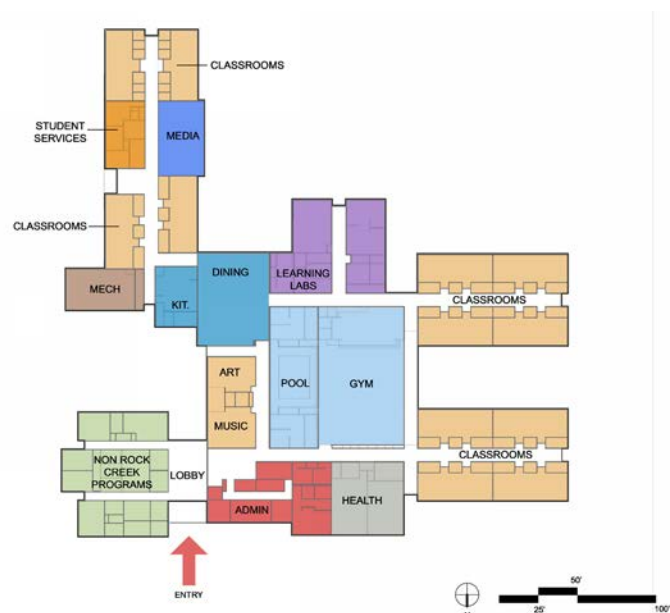 CLASSROOMS
STUDENT
SERVICES
MEDIA
CLASSROOMS
DINING
LEARNING
LABS
MECH
KIT.
CLASSROOMS
ART
POOL
GYM
MUSIC
NON ROCK
CREEK
PROGRAMS
LOBBY
CLASSROOMS
HEALTH
ADMIN
ENTRY
50'
25'
100'